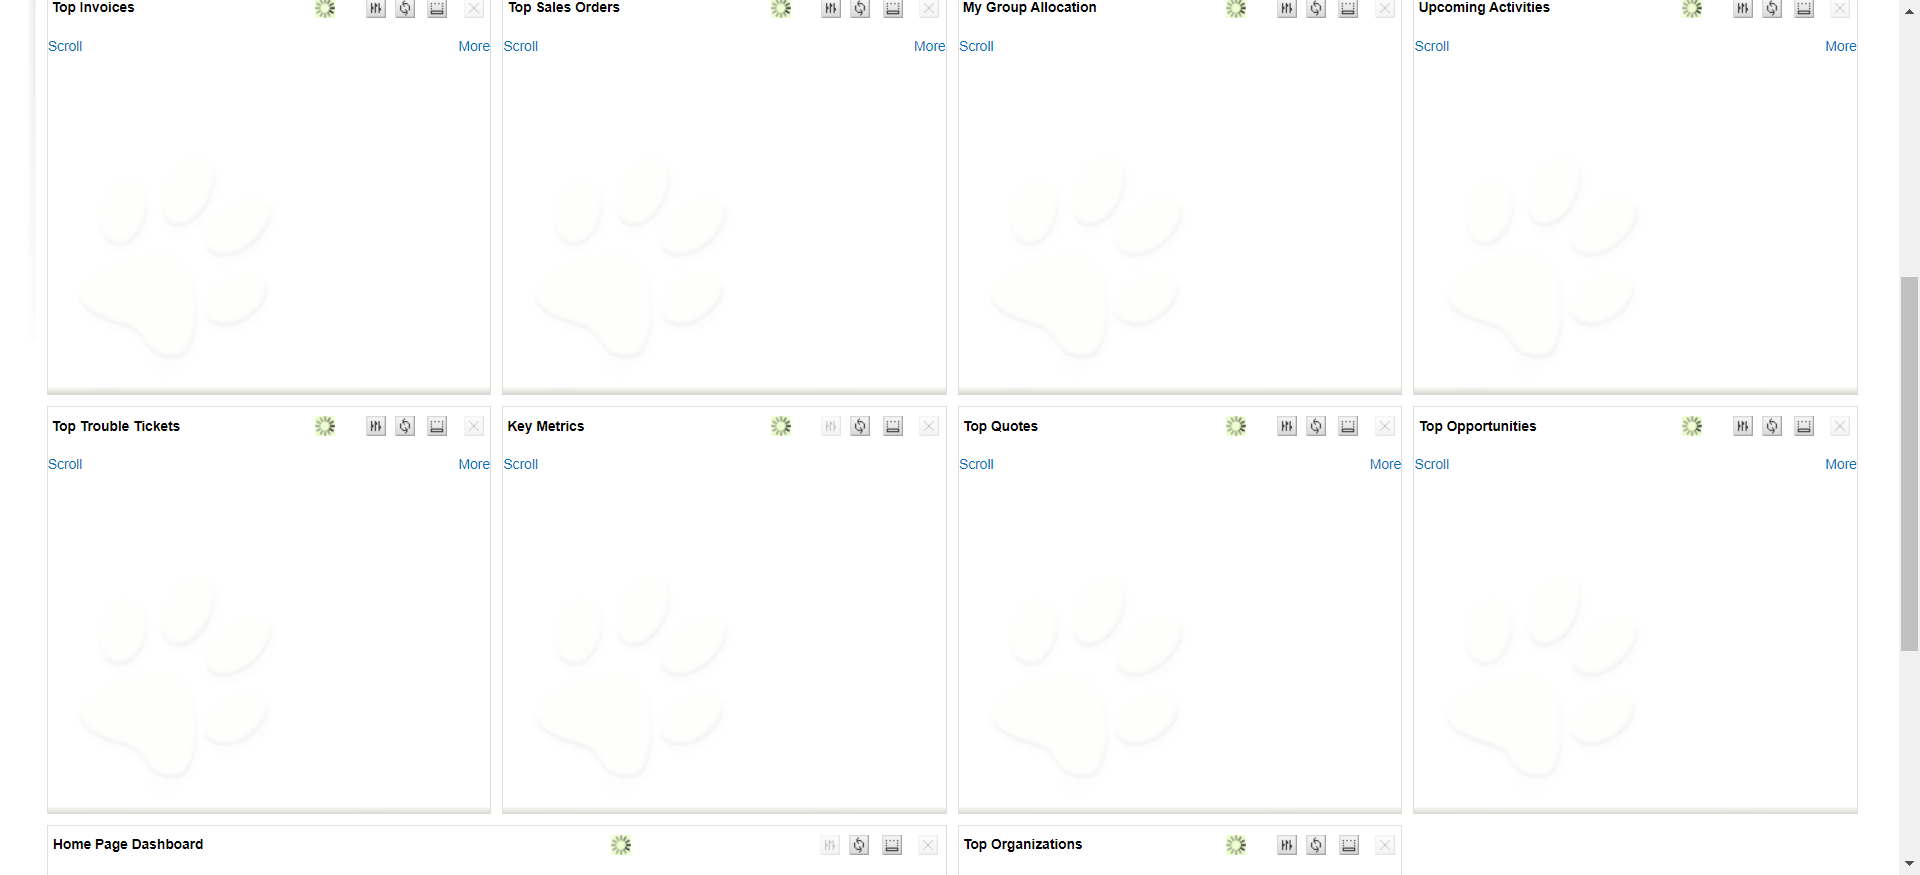 Top Invoices
Top Sales Orders
My Group Allocation
Upcoming Activities
Scroll
More
Scroll
More
Scroll
Scroll
More
Top Trouble Tickets
Key Metrics
Top Quotes
Top Opportunities
Scroll
More
Scroll
Scroll
More
Scroll
More
Home Page Dashboard
Top Organizations